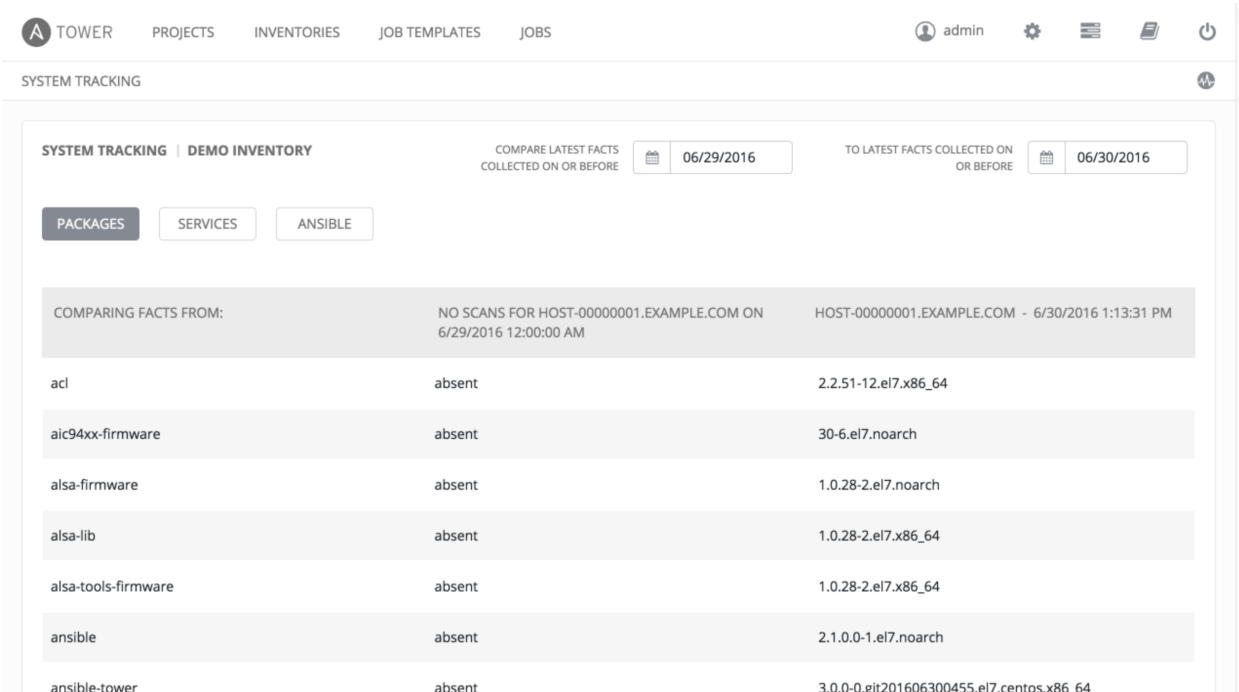 A TOWER PROJECTS INVENTORIES JOB TEMPLATES JOBS admin
SYSTEM TRACKING
SYSTEM TRACKING | DEMO INVENTORY
COMPARE LATEST FACTS
COLLECTED ON OR BEFORE
06/29/2016
TO LATEST FACTS COLLECTED ON
OR BEFORE
06/30/2016
PACKAGES SERVICES ANSIBLE
COMPARING FACTS FROM:
NO SCANS FOR HOST-00000001.EXAMPLE.COM ON
6/29/2016 12:00:00 AM
HOST-00000001.EXAMPLE.COM - 6/30/2016 1:13:31 PM
acl absent 2.2.51-12.el7.x86_64
aic94xx-firmware absent 30-6.el7.noarch
alsa-firmware absent 1.0.28-2.el7.noarch
alsa-lib absent 1.0.28-2.el7.x86_64
alsa-tools-firmware absent 1.0.28-2.el7.x86_64
ansible absent 2.1.0.0-1.el7.noarch
ansible-tower absent 3.0.0-0.git201606300455.el7.centos.x86_64